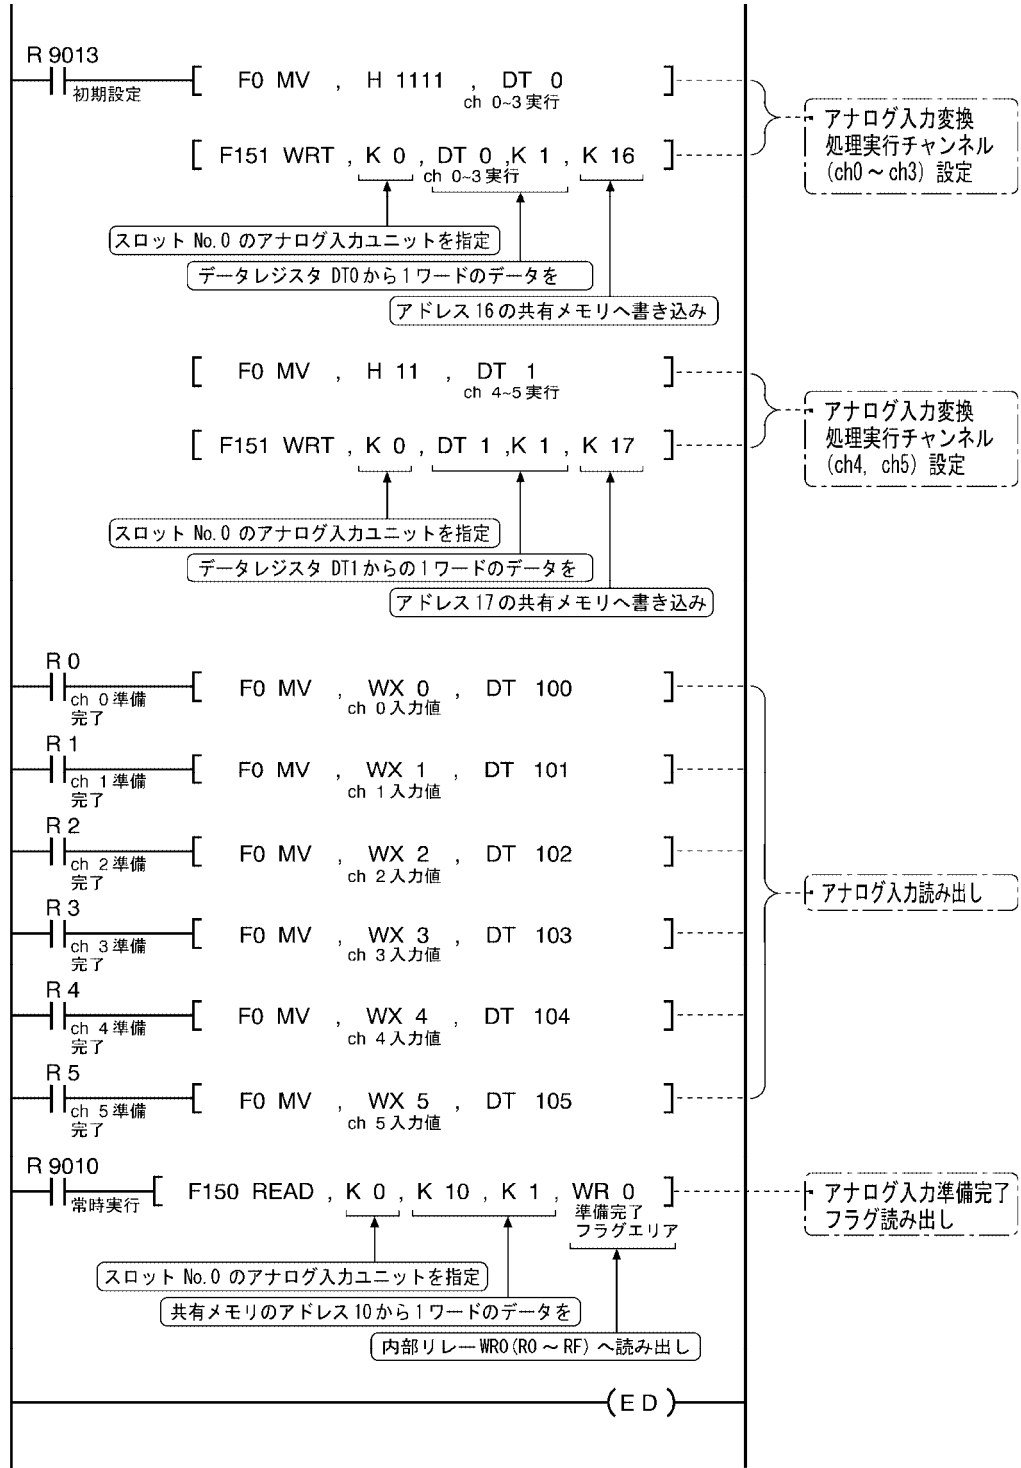 R 9013
初期設定
[ F0 MV , H 1111 , DT 0 ]
ch 0~3 実行
アナログ入力変換
処理実行チャンネル
(ch0～ch3) 設定
[ F151 WRT , K 0 , DT 0 ,K 1 , K 16 ]
ch 0~3 実行
スロット No.0 のアナログ入力ユニットを指定
データレジスタ DT0から1ワードのデータを
アドレス16の共有メモリへ書き込み
[ F0 MV , H 11 , DT 1 ]
ch 4~5 実行
アナログ入力変換
処理実行チャンネル
(ch4, ch5) 設定
[ F151 WRT , K 0 , DT 1 ,K 1 , K 17 ]
スロット No.0 のアナログ入力ユニットを指定
データレジスタ DT1からの1ワードのデータを
アドレス17の共有メモリへ書き込み
R 0
ch 0 準備
完了
[ F0 MV , WX 0 , DT 100 ]
ch 0 入力値
R 1
ch 1 準備
完了
[ F0 MV , WX 1 , DT 101 ]
ch 1 入力値
R 2
ch 2 準備
完了
[ F0 MV , WX 2 , DT 102 ]
ch 2 入力値
アナログ入力読み出し
R 3
ch 3 準備
完了
[ F0 MV , WX 3 , DT 103 ]
ch 3 入力値
R 4
ch 4 準備
完了
[ F0 MV , WX 4 , DT 104 ]
ch 4 入力値
R 5
ch 5 準備
完了
[ F0 MV , WX 5 , DT 105 ]
ch 5 入力値
R 9010
常時実行
[ F150 READ , K 0 , K 10 , K 1 , WR 0 ]
準備完了
フラグエリア
アナログ入力準備完了
フラグ読み出し
スロット No.0 のアナログ入力ユニットを指定
共有メモリのアドレス10から1ワードのデータを
内部リレーWR0(R0～RF) へ読み出し
(E D)